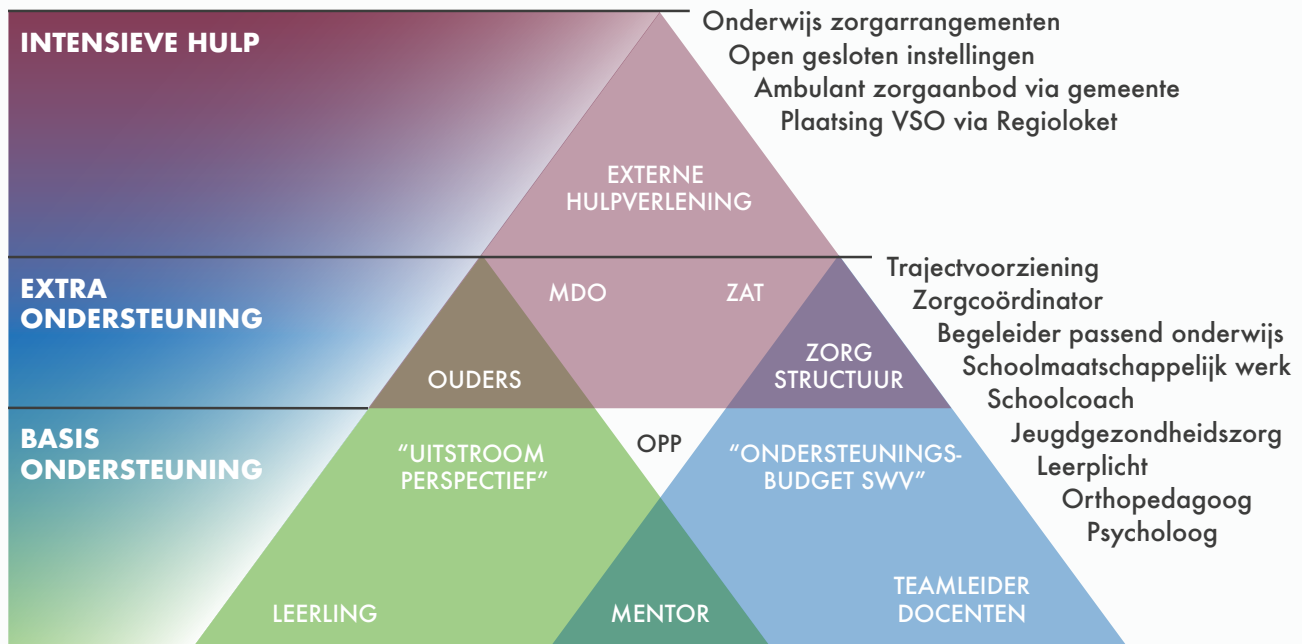 INTENSIEVE HULP
Onderwijs zorgarrangementen
Open gesloten instellingen
Ambulant zorgaanbod via gemeente
Plaatsing VSO via Regioloket
EXTERNE
HULPVERLENING
EXTRA
ONDERSTEUNING
MDO
ZAT
OUDERS
ZORG
STRUCTUUR
Trajectvoorziening
Zorgcoördinator
Begeleider passend onderwijs
Schoolmaatschappelijk werk
Schoolcoach
Jeugdgezondheidszorg
Leerplicht
Orthopedagoog
Psycholoog
BASIS
ONDERSTEUNING
“UITSTROOM
PERSPECTIEF”
OPP
“ONDERSTEUNINGS-
BUDGET SWV”
LEERLING
MENTOR
TEAMLEIDER
DOCENTEN